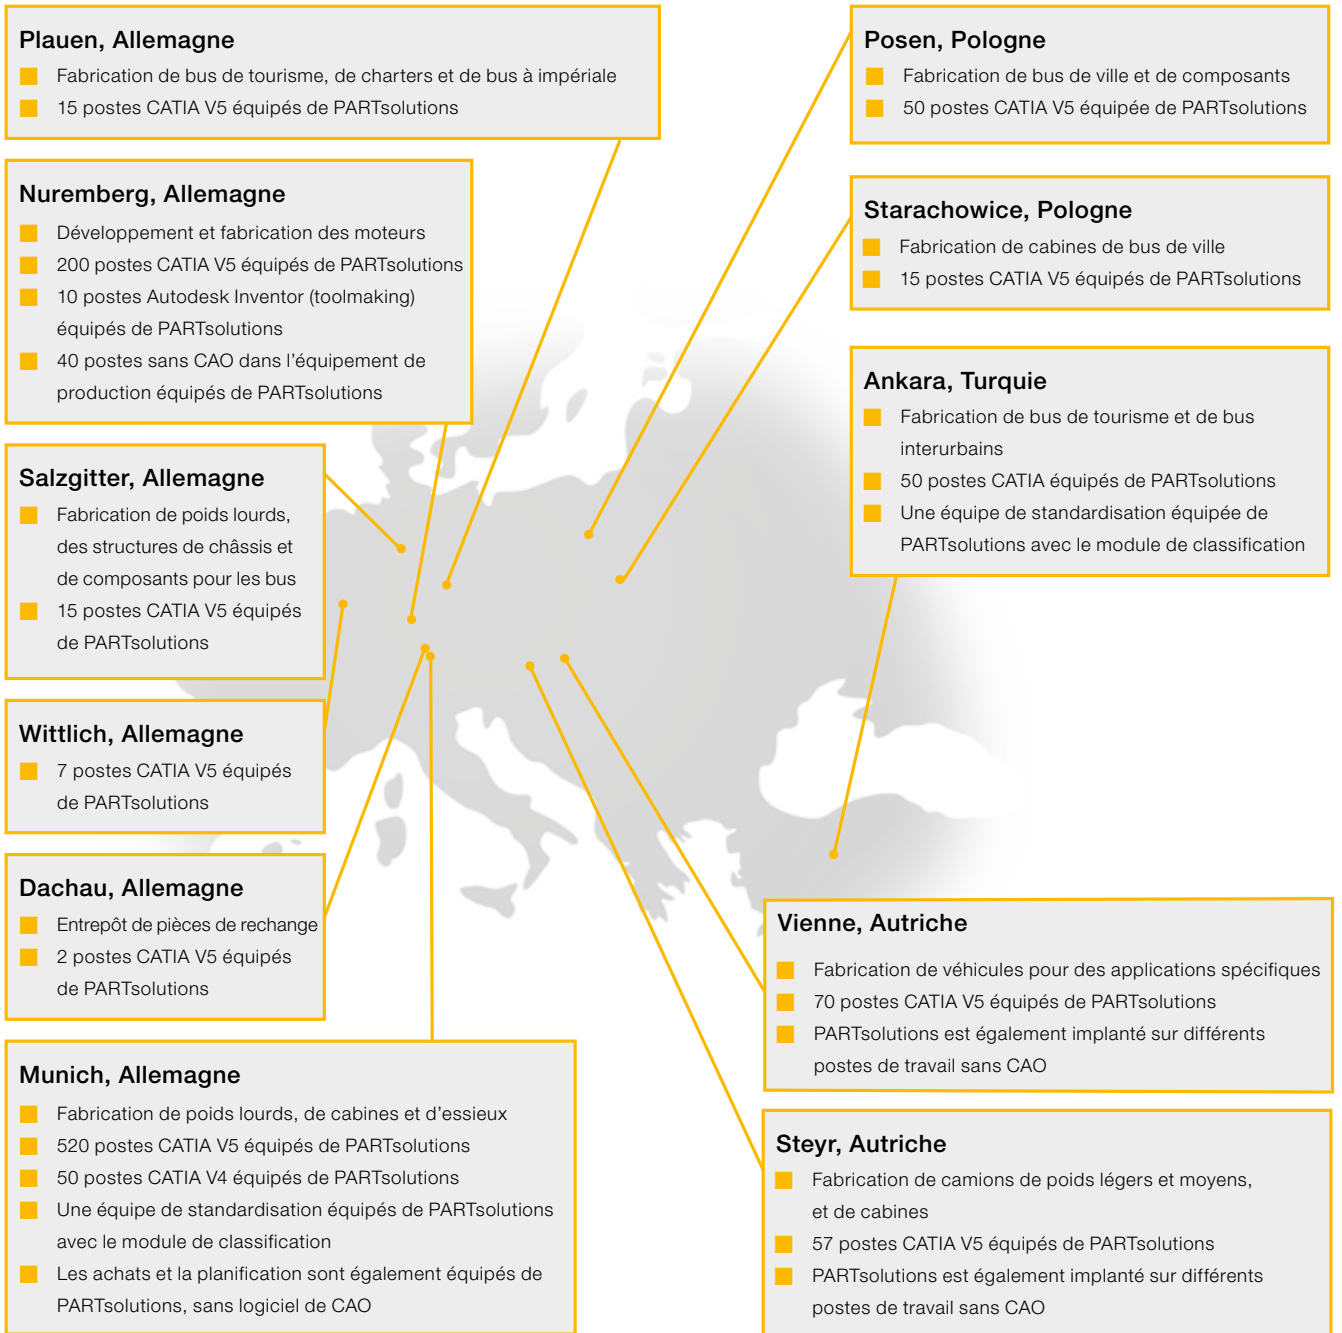 Plauen, Allemagne
Fabrication de bus de tourisme, de charters et de bus à impériale
15 postes CATIA V5 équipés de PARTsolutions
Nuremberg, Allemagne
Développement et fabrication des moteurs
200 postes CATIA V5 équipés de PARTsolutions
10 postes Autodesk Inventor (toolmaking)
équipés de PARTsolutions
40 postes sans CAO dans l’équipement de
production équipés de PARTsolutions
Salzgitter, Allemagne
Fabrication de poids lourds,
des structures de châssis et
de composants pour les bus
15 postes CATIA V5 équipés
de PARTsolutions
Wittlich, Allemagne
7 postes CATIA V5 équipés
de PARTsolutions
Dachau, Allemagne
Entrepôt de pièces de rechange
2 postes CATIA V5 équipés
de PARTsolutions
Munich, Allemagne
Fabrication de poids lourds, de cabines et d’essieux
520 postes CATIA V5 équipés de PARTsolutions
50 postes CATIA V4 équipés de PARTsolutions
Une équipe de standardisation équipés de PARTsolutions
avec le module de classification
Les achats et la planification sont également équipés de
PARTsolutions, sans logiciel de CAO
Posen, Pologne
Fabrication de bus de ville et de composants
50 postes CATIA V5 équipée de PARTsolutions
Starachowice, Pologne
Fabrication de cabines de bus de ville
15 postes CATIA V5 équipés de PARTsolutions
Ankara, Turquie
Fabrication de bus de tourisme et de bus
interurbains
50 postes CATIA équipés de PARTsolutions
Une équipe de standardisation équipée de
PARTsolutions avec le module de classification
Vienne, Autriche
Fabrication de véhicules pour des applications spécifiques
70 postes CATIA V5 équipés de PARTsolutions
PARTsolutions est également implanté sur différents
postes de travail sans CAO
Steyr, Autriche
Fabrication de camions de poids légers et moyens,
et de cabines
57 postes CATIA V5 équipés de PARTsolutions
PARTsolutions est également implanté sur différents
postes de travail sans CAO